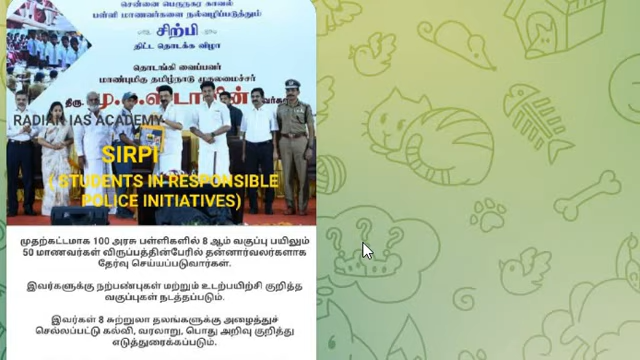 சென்னை பெருநகர காவல்
பள்ளி மாணவர்களை நல்வழிப்படுத்தும்
சிற்பி
திட்ட தொடக்க விழா
தொடங்கி வைப்பவர்
மாண்புமிகு தமிழ்நாடு முதலமைச்சர்
திரு. மு.க.ஸ்டாலின்
RADIAN IAS ACADEMY
SIRPI
( STUDENTS IN RESPONSIBLE
POLICE INITIATIVES)
முதற்கட்டமாக 100 அரசு பள்ளிகளில் 8 ஆம் வகுப்பு பயிலும்
50 மாணவர்கள் விருப்பத்தின்பேரில் தன்னார்வலர்களாக
தேர்வு செய்யப்படுவார்கள்.
இவர்களுக்கு நற்பண்புகள் மற்றும் உடற்பயிற்சி குறித்த
வகுப்புகள் நடத்தப்படும்.
இவர்கள் 8 சுற்றுலா தலங்களுக்கு அழைத்துச்
செல்லப்பட்டு கல்வி, வரலாறு, பொது அறிவு குறித்து
எடுத்துரைக்கப்படும்.
? ? ?